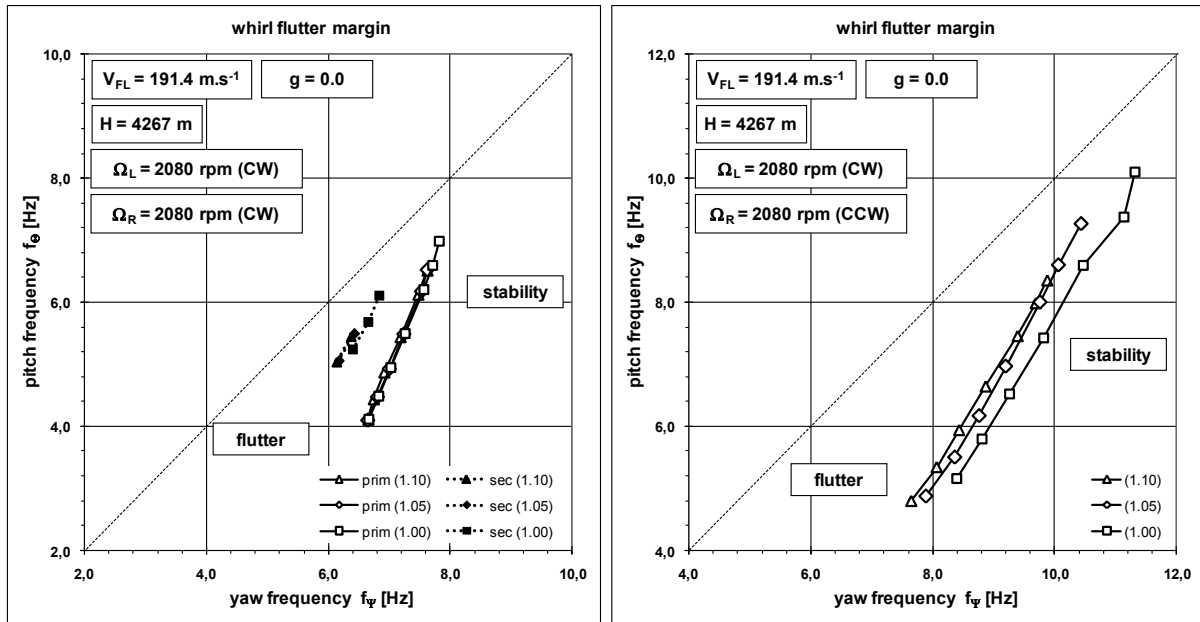 whirl flutter margin
10,0
V_FL = 191.4 m.s⁻¹
g = 0.0
H = 4267 m
Ω_L = 2080 rpm (CW)
8,0
Ω_R = 2080 rpm (CW)
pitch frequency f_Θ [Hz]
6,0
stability
4,0
flutter
prim (1.10)
sec (1.10)
prim (1.05)
sec (1.05)
prim (1.00)
sec (1.00)
2,0
2,0
4,0
6,0
8,0
10,0
yaw frequency f_Ψ [Hz]
whirl flutter margin
12,0
V_FL = 191.4 m.s⁻¹
g = 0.0
H = 4267 m
Ω_L = 2080 rpm (CW)
10,0
Ω_R = 2080 rpm (CCW)
pitch frequency f_Θ [Hz]
8,0
stability
6,0
flutter
(1.10)
(1.05)
(1.00)
4,0
4,0
6,0
8,0
10,0
12,0
yaw frequency f_Ψ [Hz]